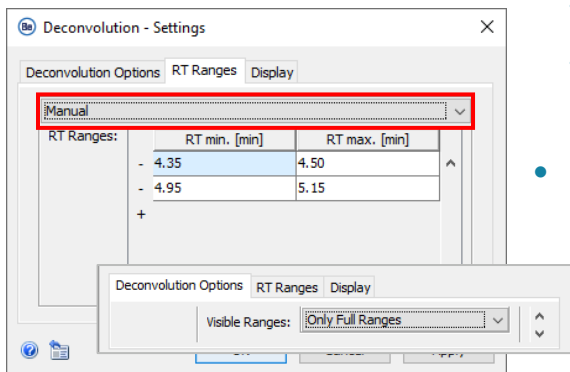 Be Deconvolution - Settings
Deconvolution Options RT Ranges Display
Manual
RT Ranges: RT min. [min] RT max. [min]
- 4.35 4.50
- 4.95 5.15
+
Deconvolution Options RT Ranges Display
Visible Ranges: Only Full Ranges